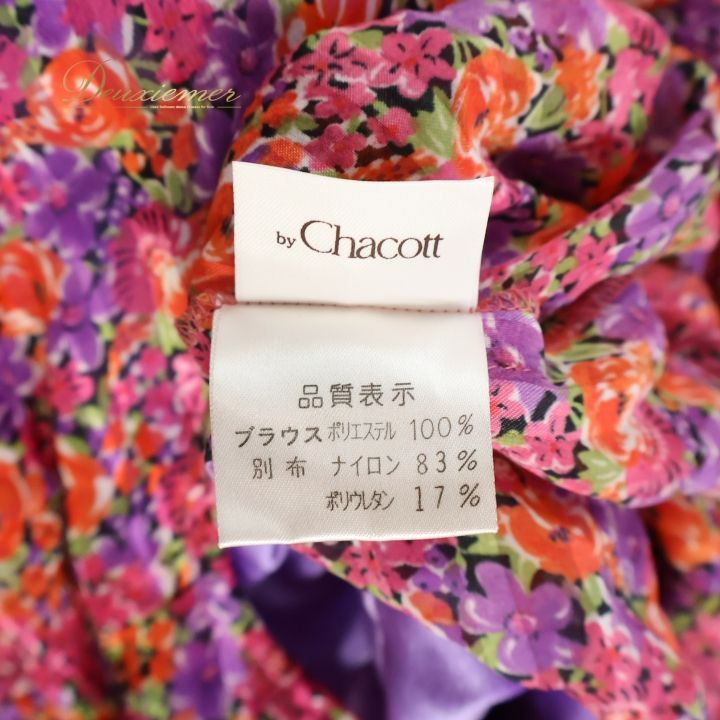 Deuxiemer
by Chacott
品質表示
ブラウス ポリエステル 100%
別布 ナイロン 83%
ポリウレタン 17%